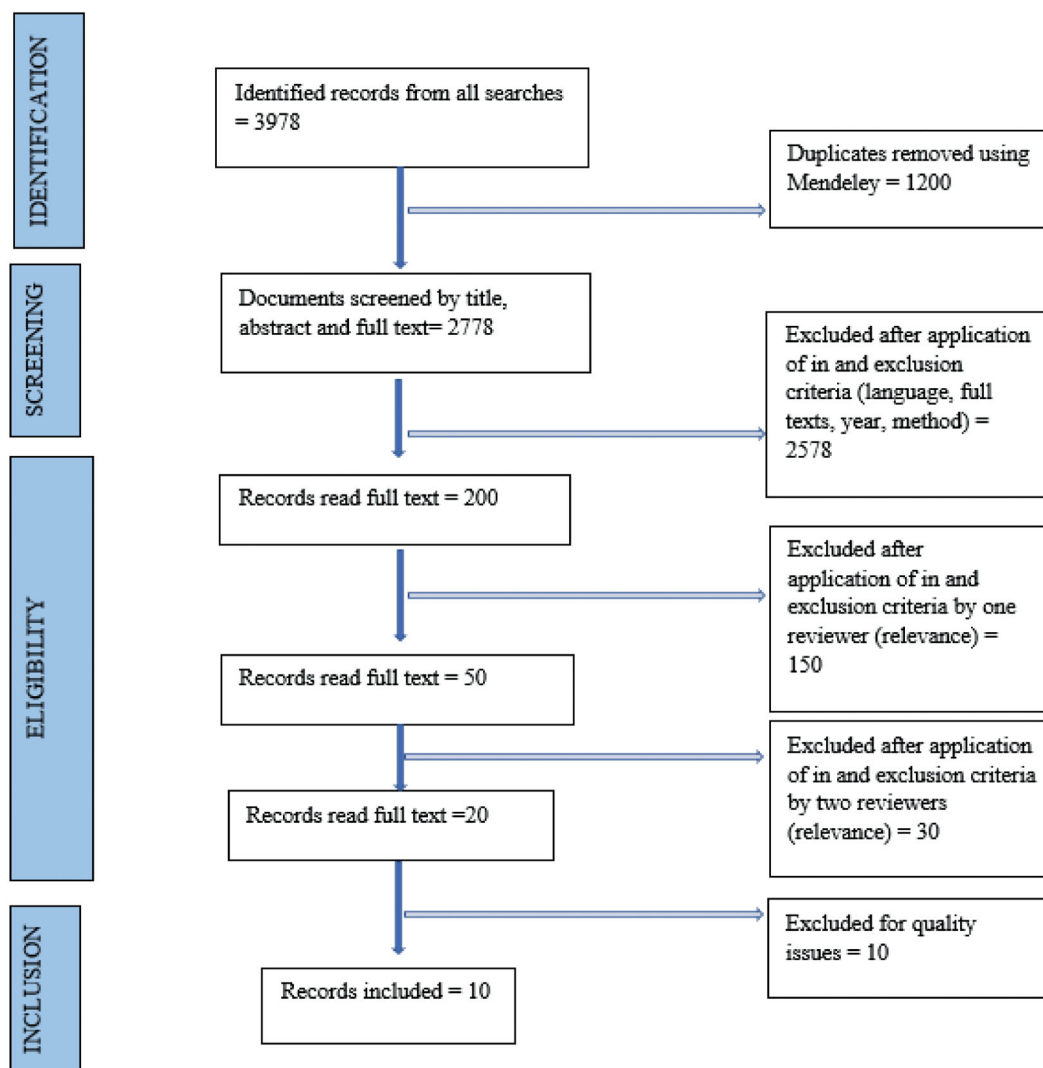 IDENTIFICATION
Identified records from all searches
= 3978
Duplicates removed using
Mendeley = 1200
SCREENING
Documents screened by title,
abstract and full text= 2778
Excluded after application
of in and exclusion
criteria (language, full
texts, year, method) =
2578
ELIGIBILITY
Records read full text = 200
Excluded after
application of in and
exclusion criteria by one
reviewer (relevance) =
150
Records read full text = 50
Excluded after application
of in and exclusion criteria
by two reviewers
(relevance) = 30
Records read full text =20
INCLUSION
Excluded for quality
issues = 10
Records included = 10